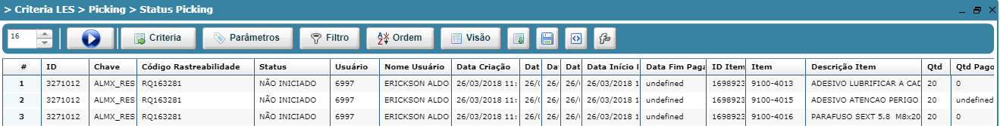 > Criteria LES > Picking > Status Picking
16 Criteria Parâmetros Filtro Ordem Visão
# ID Chave Código Rastreabilidade Status Usuário Nome Usuário Data Criação Dat Dat Dat Data Início Data Fim Paga ID Item Item Descrição Item Qtd Qtd Pago
1 3271012 ALMX_RES RQ163281 NÃO INICIADO 6997 ERICKSON ALDO 26/03/2018 11: 26/ 26/ 26/ 26/03/2018 1 undefined 1698923 9100-4013 ADESIVO LUBRIFICAR A CAD 20 0
2 3271012 ALMX_RES RQ163281 NÃO INICIADO 6997 ERICKSON ALDO 26/03/2018 11: 26/ 26/ 26/ 26/03/2018 1 undefined 1698923 9100-4015 ADESIVO ATENCAO PERIGO 20 undefined
3 3271012 ALMX_RES RQ163281 NÃO INICIADO 6997 ERICKSON ALDO 26/03/2018 11: 26/ 26/ 26/ 26/03/2018 1 undefined 1698923 9100-4016 PARAFUSO SEXT 5.8 M8x20 20 0